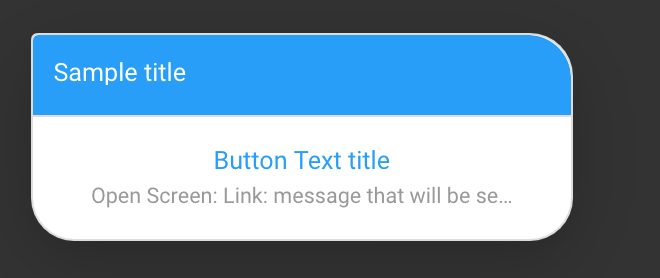 Sample title
Button Text title
Open Screen: Link: message that will be se...